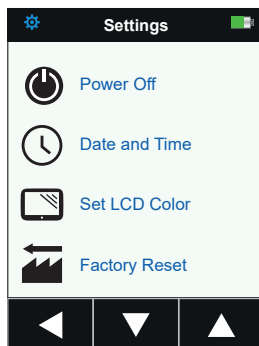 Settings
Power Off
Date and Time
Set LCD Color
Factory Reset